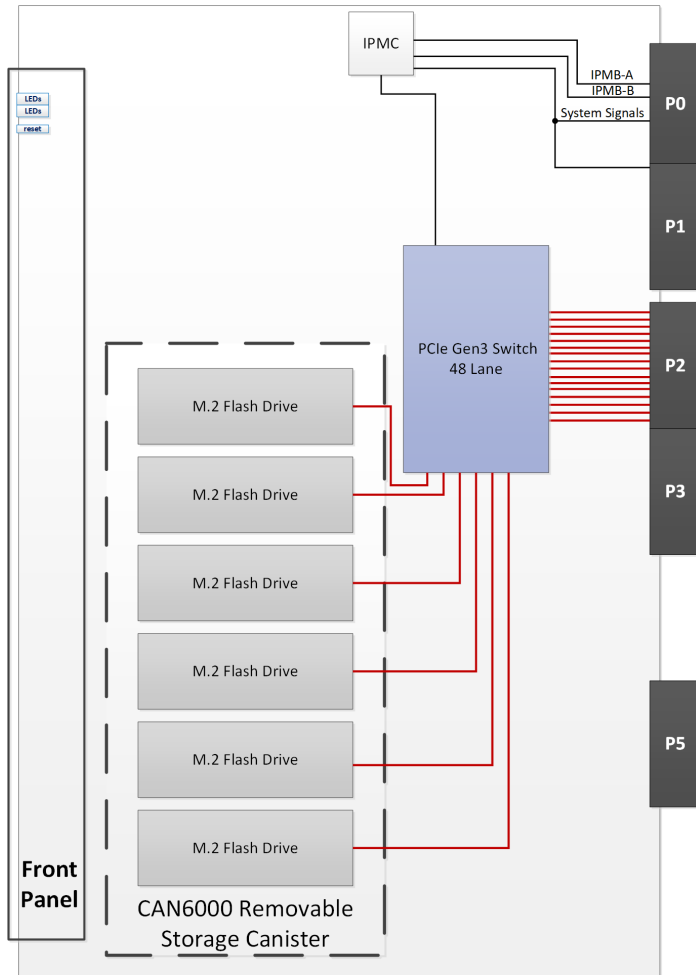 IPMC
IPMB-A
IPMB-B
System Signals
P0
P1
LEDs
LEDs
reset
PCIe Gen3 Switch
48 Lane
P2
P3
P5
M.2 Flash Drive
M.2 Flash Drive
M.2 Flash Drive
M.2 Flash Drive
M.2 Flash Drive
M.2 Flash Drive
Front
Panel
CAN6000 Removable
Storage Canister